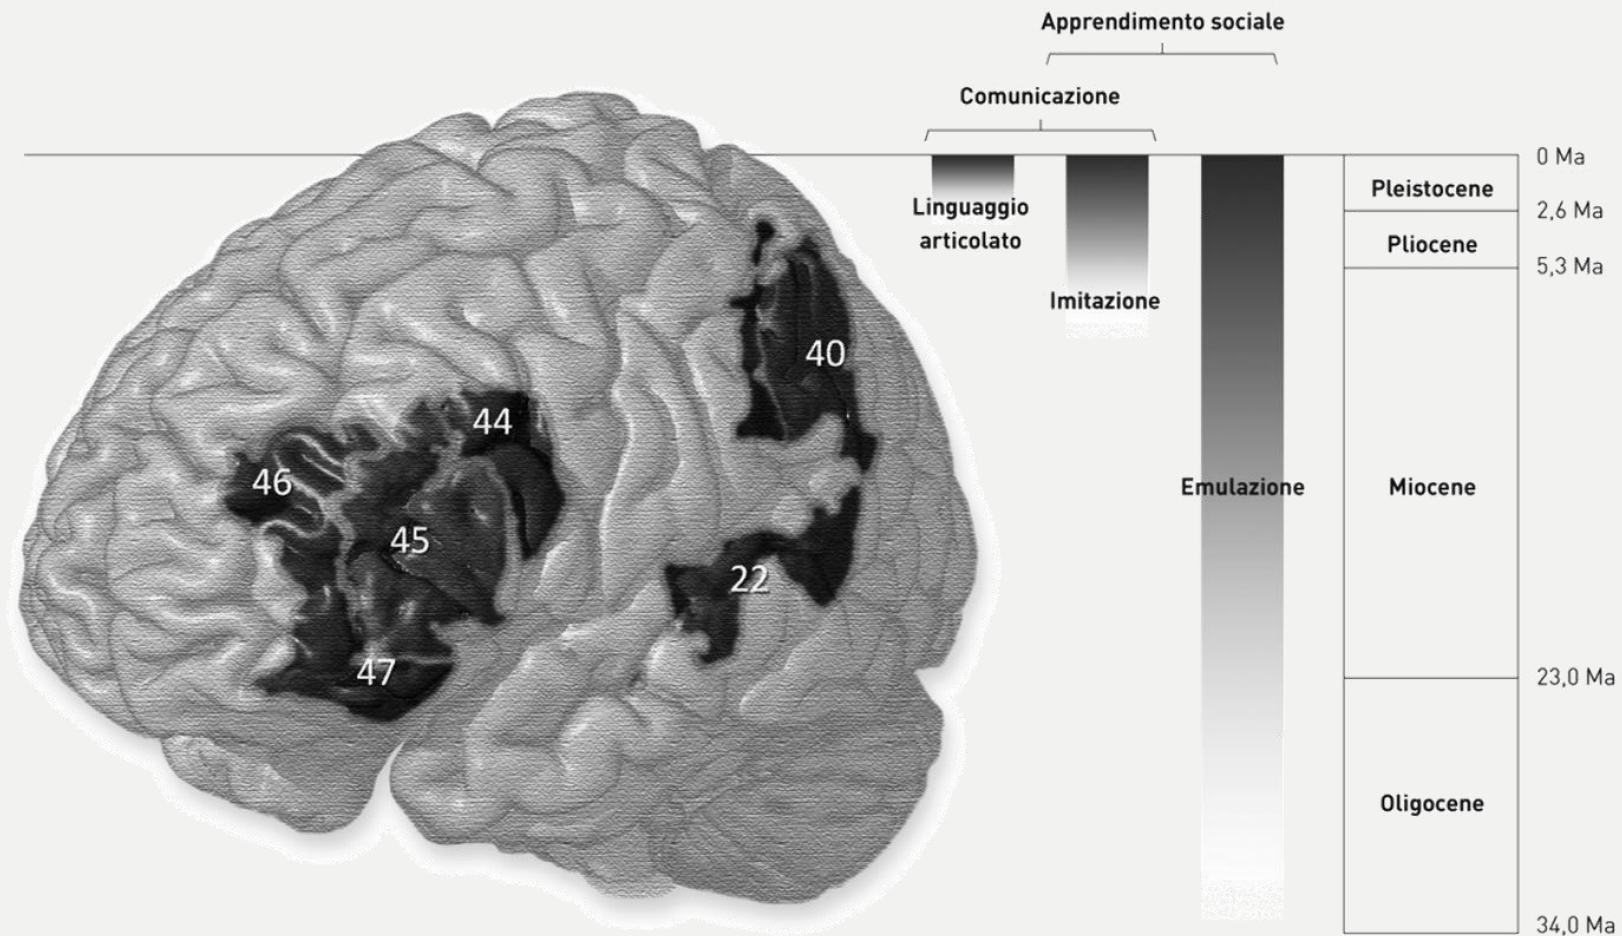 Apprendimento sociale
Comunicazione
0 Ma
Pleistocene
Linguaggio
articolato
2,6 Ma
Pliocene
5,3 Ma
Imitazione
40
44
46
Emulazione
Miocene
45
22
47
23,0 Ma
Oligocene
34,0 Ma